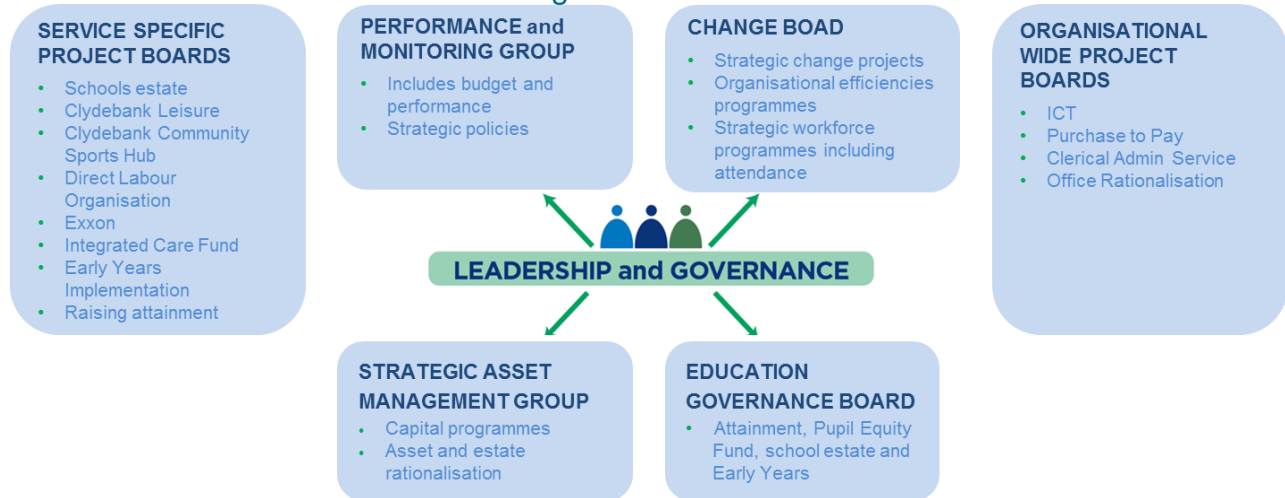 SERVICE SPECIFIC
PROJECT BOARDS
• Schools estate
• Clydebank Leisure
• Clydebank Community
Sports Hub
• Direct Labour
Organisation
• Exxon
• Integrated Care Fund
• Early Years
Implementation
• Raising attainment
PERFORMANCE and
MONITORING GROUP
• Includes budget and
performance
• Strategic policies
CHANGE BOAD
• Strategic change projects
• Organisational efficiencies
programmes
• Strategic workforce
programmes including
attendance
ORGANISATIONAL
WIDE PROJECT
BOARDS
• ICT
• Purchase to Pay
• Clerical Admin Service
• Office Rationalisation
LEADERSHIP and GOVERNANCE
STRATEGIC ASSET
MANAGEMENT GROUP
• Capital programmes
• Asset and estate
rationalisation
EDUCATION
GOVERNANCE BOARD
• Attainment, Pupil Equity
Fund, school estate and
Early Years